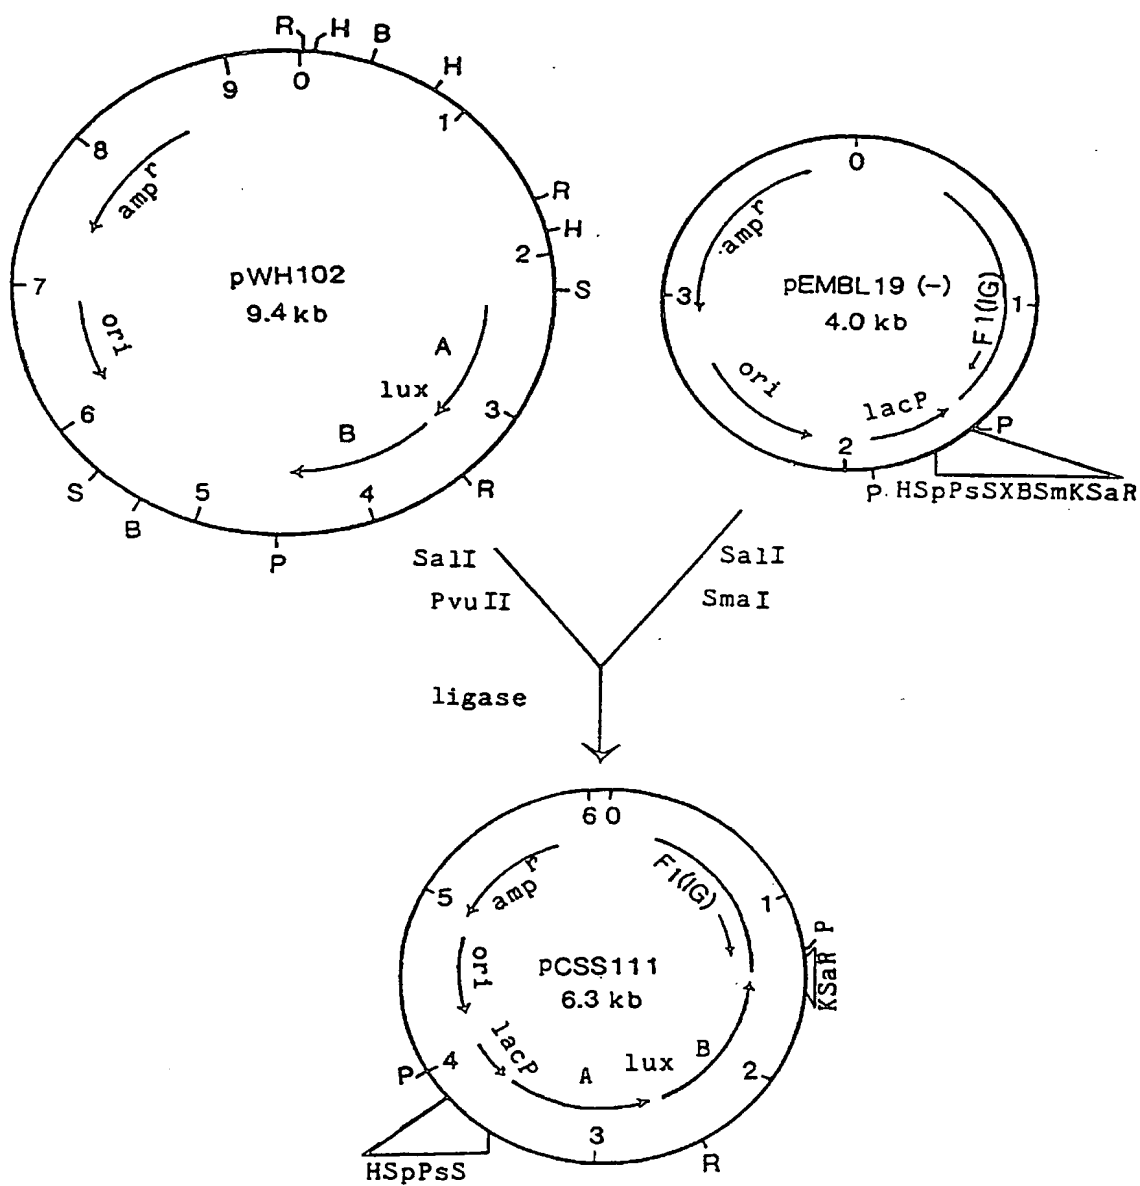 R H B
H
0
1
R
H
2
S
3
R
4
P
5
B
S
6
7
8
9
amp r
ori
pWH102
9.4 kb
A
lux
B
0
amp r
3
pEMBL19 (-)
4.0 kb
F1(IG)
1
ori
lacP
2
P
P
HSpPsSXBSmKSaR
SalI
PvuII
SalI
SmaI
ligase
6 0
amp r
F1(IG)
5
1
P
KSaR
ori
pCSS111
6.3 kb
lacP
A
lux
B
P
4
2
3
R
HSpPsS